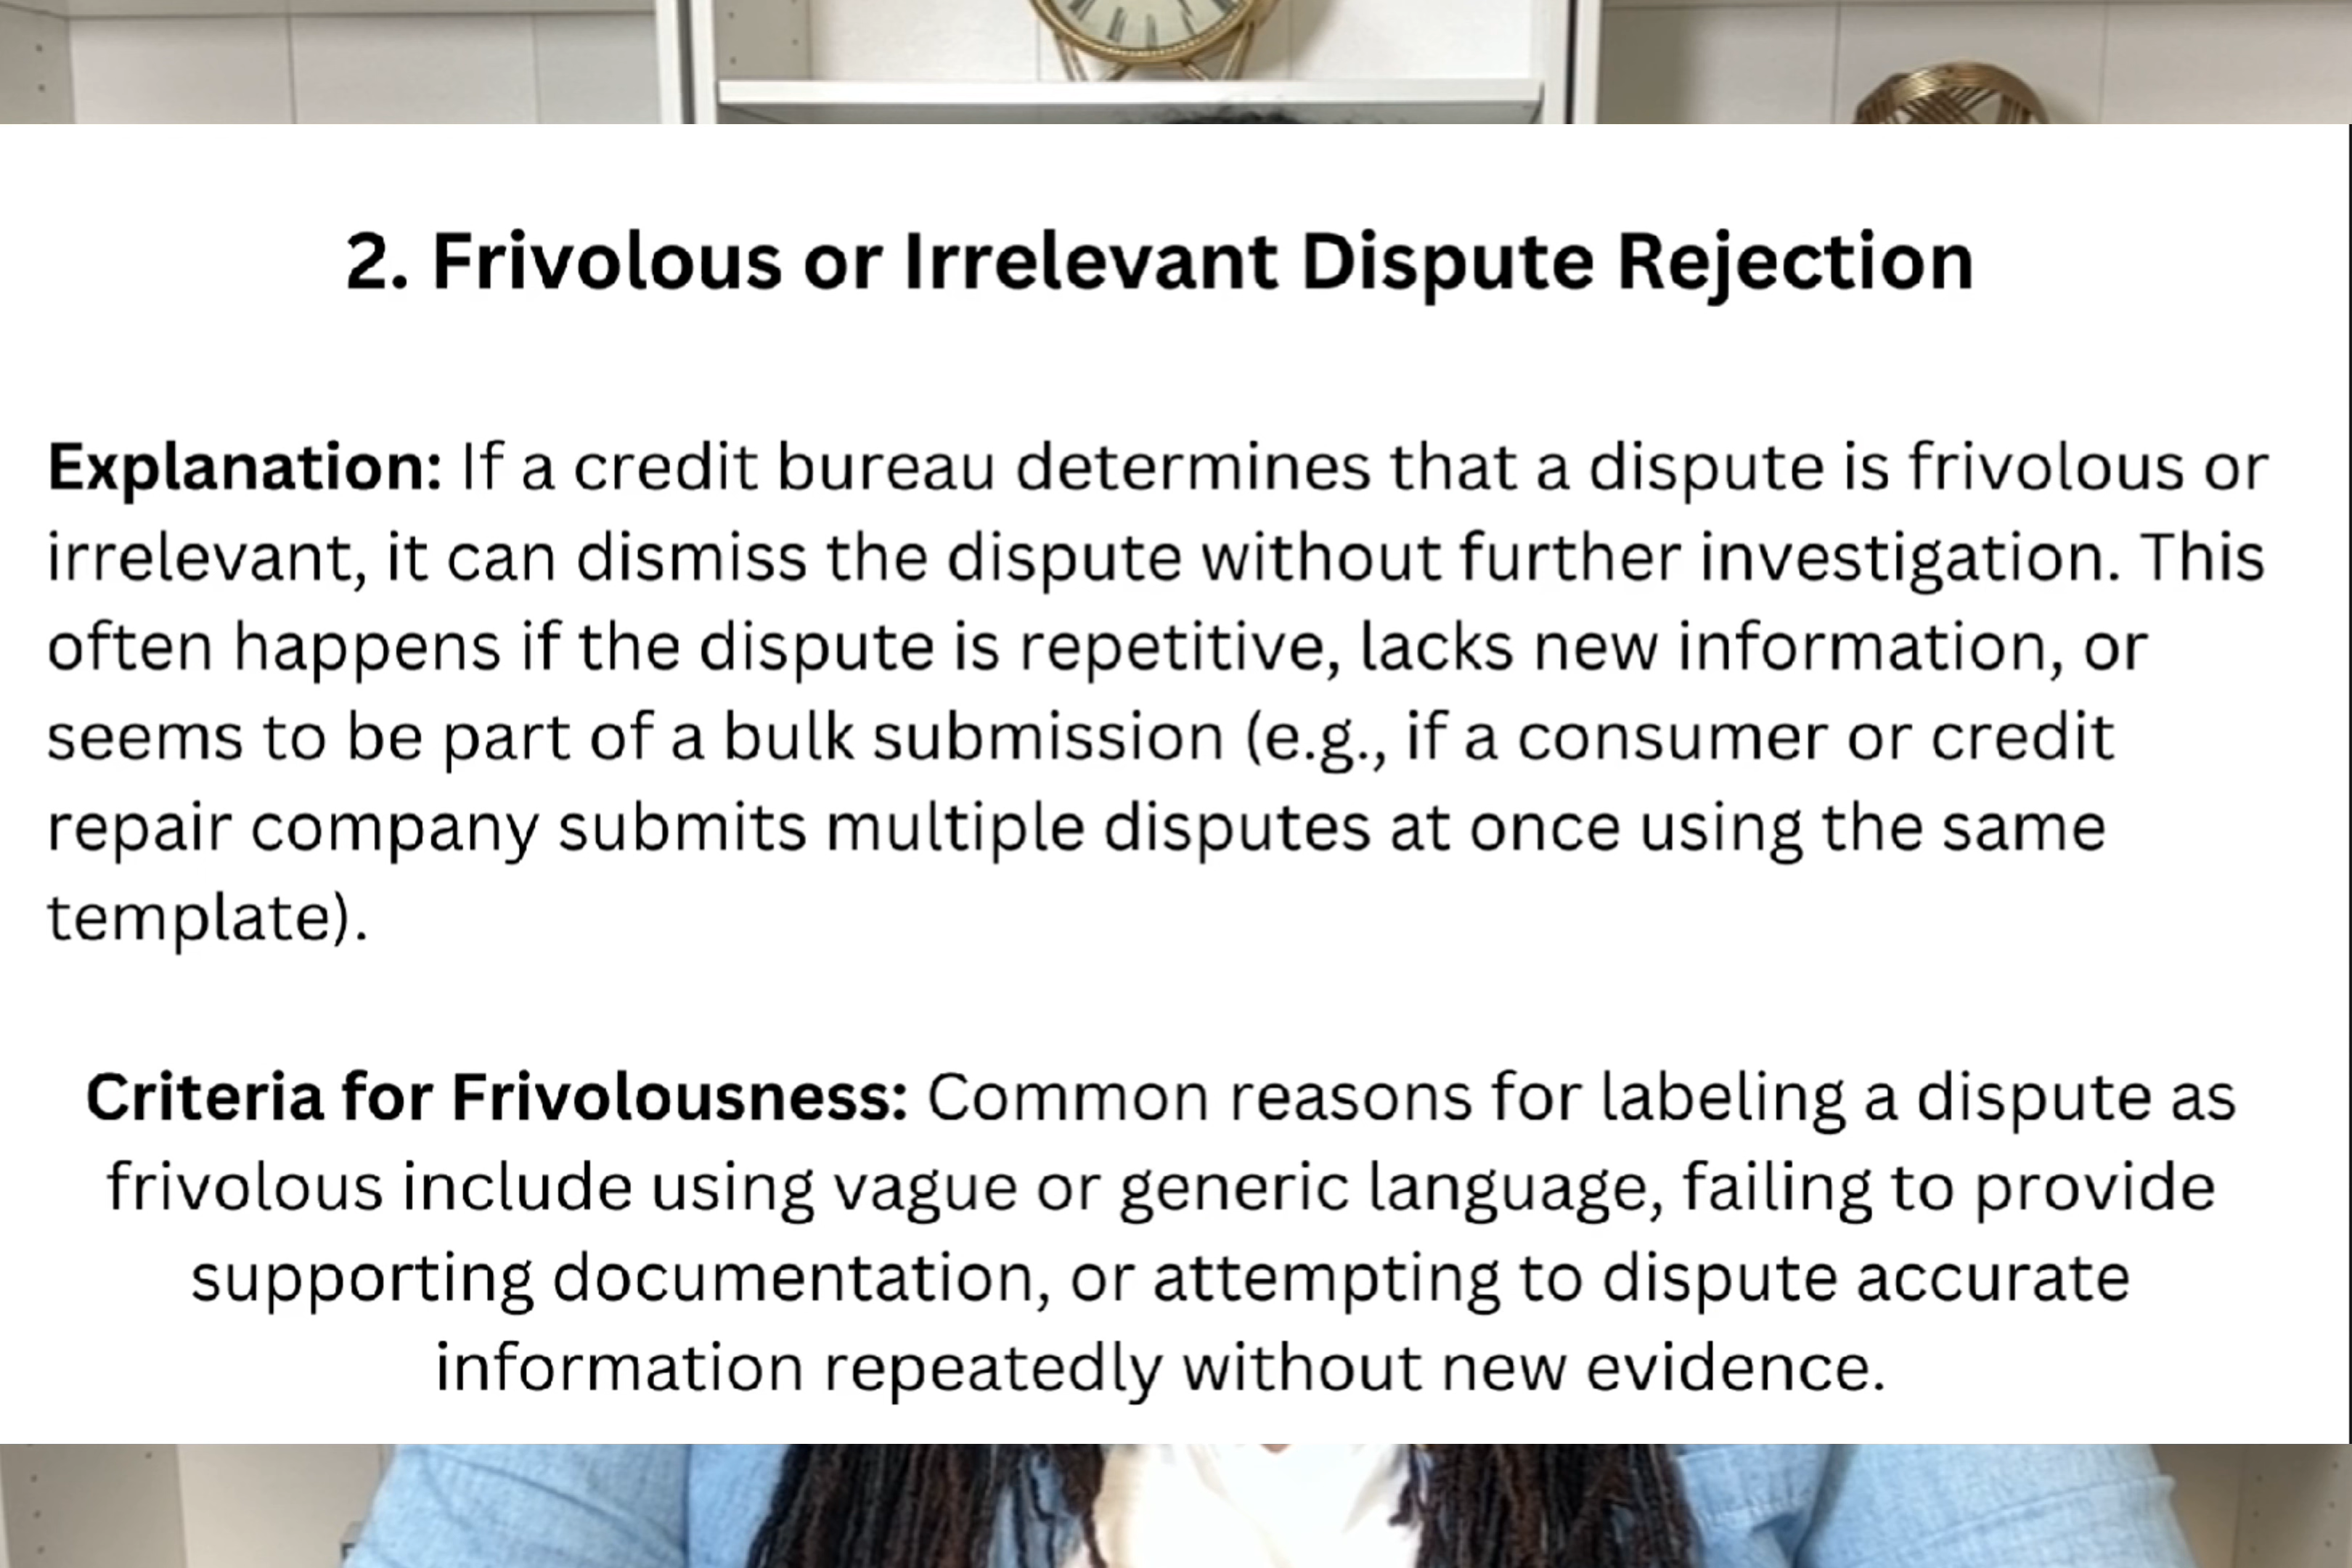 2. Frivolous or Irrelevant Dispute Rejection
Explanation: If a credit bureau determines that a dispute is frivolous or
irrelevant, it can dismiss the dispute without further investigation. This
often happens if the dispute is repetitive, lacks new information, or
seems to be part of a bulk submission (e.g., if a consumer or credit
repair company submits multiple disputes at once using the same
template).
Criteria for Frivolousness: Common reasons for labeling a dispute as
frivolous include using vague or generic language, failing to provide
supporting documentation, or attempting to dispute accurate
information repeatedly without new evidence.